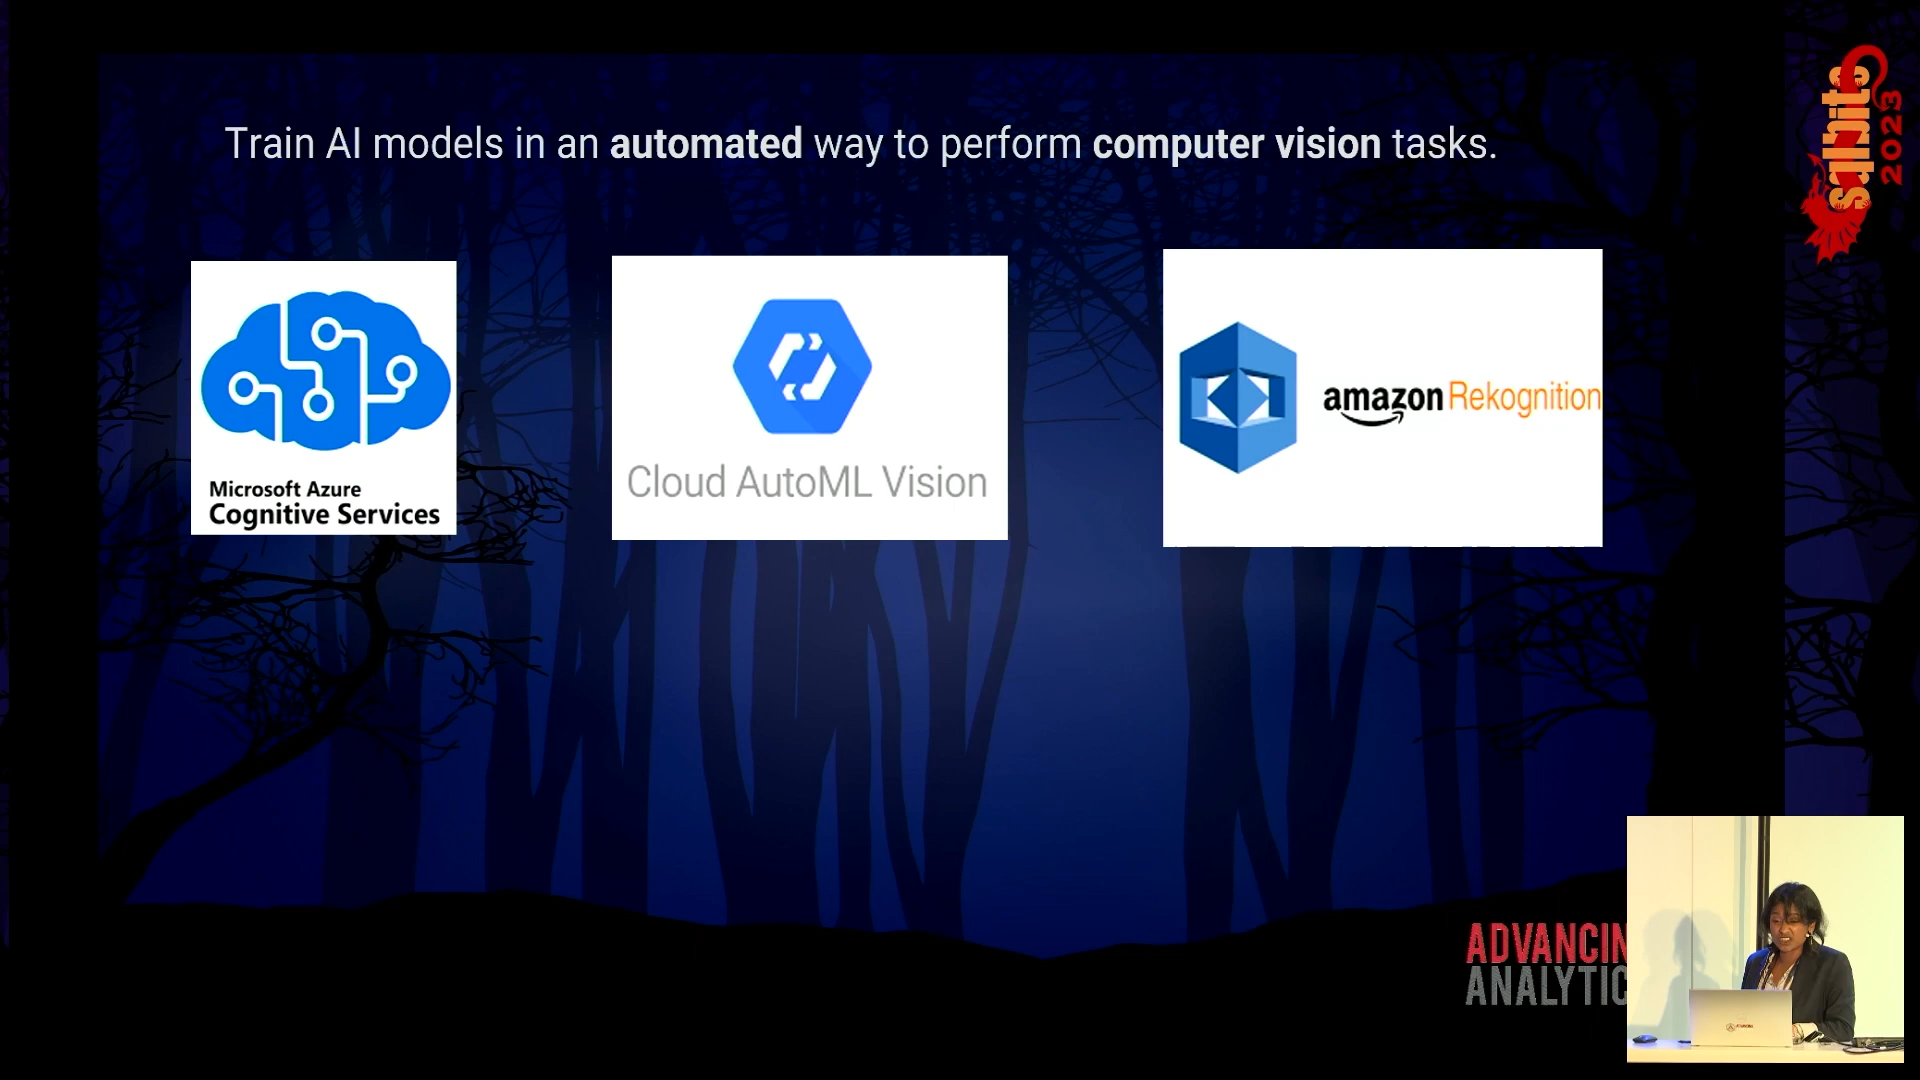 Train AI models in an automated way to perform computer vision tasks.
sqlbits
2023
Microsoft Azure
Cognitive Services
Cloud AutoML Vision
amazon Rekognition
ADVANCIN
ANALYTIC